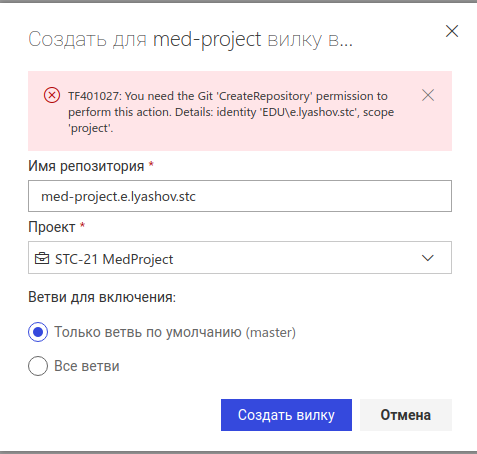 Создать для med-project вилку в...
TF401027: You need the Git 'CreateRepository' permission to
perform this action. Details: identity 'EDU\e.lyashov.stc', scope
'project'.
Имя репозитория *
med-project.e.lyashov.stc
Проект *
STC-21 MedProject
Ветви для включения:
Только ветвь по умолчанию (master)
Все ветви
Создать вилку
Отмена